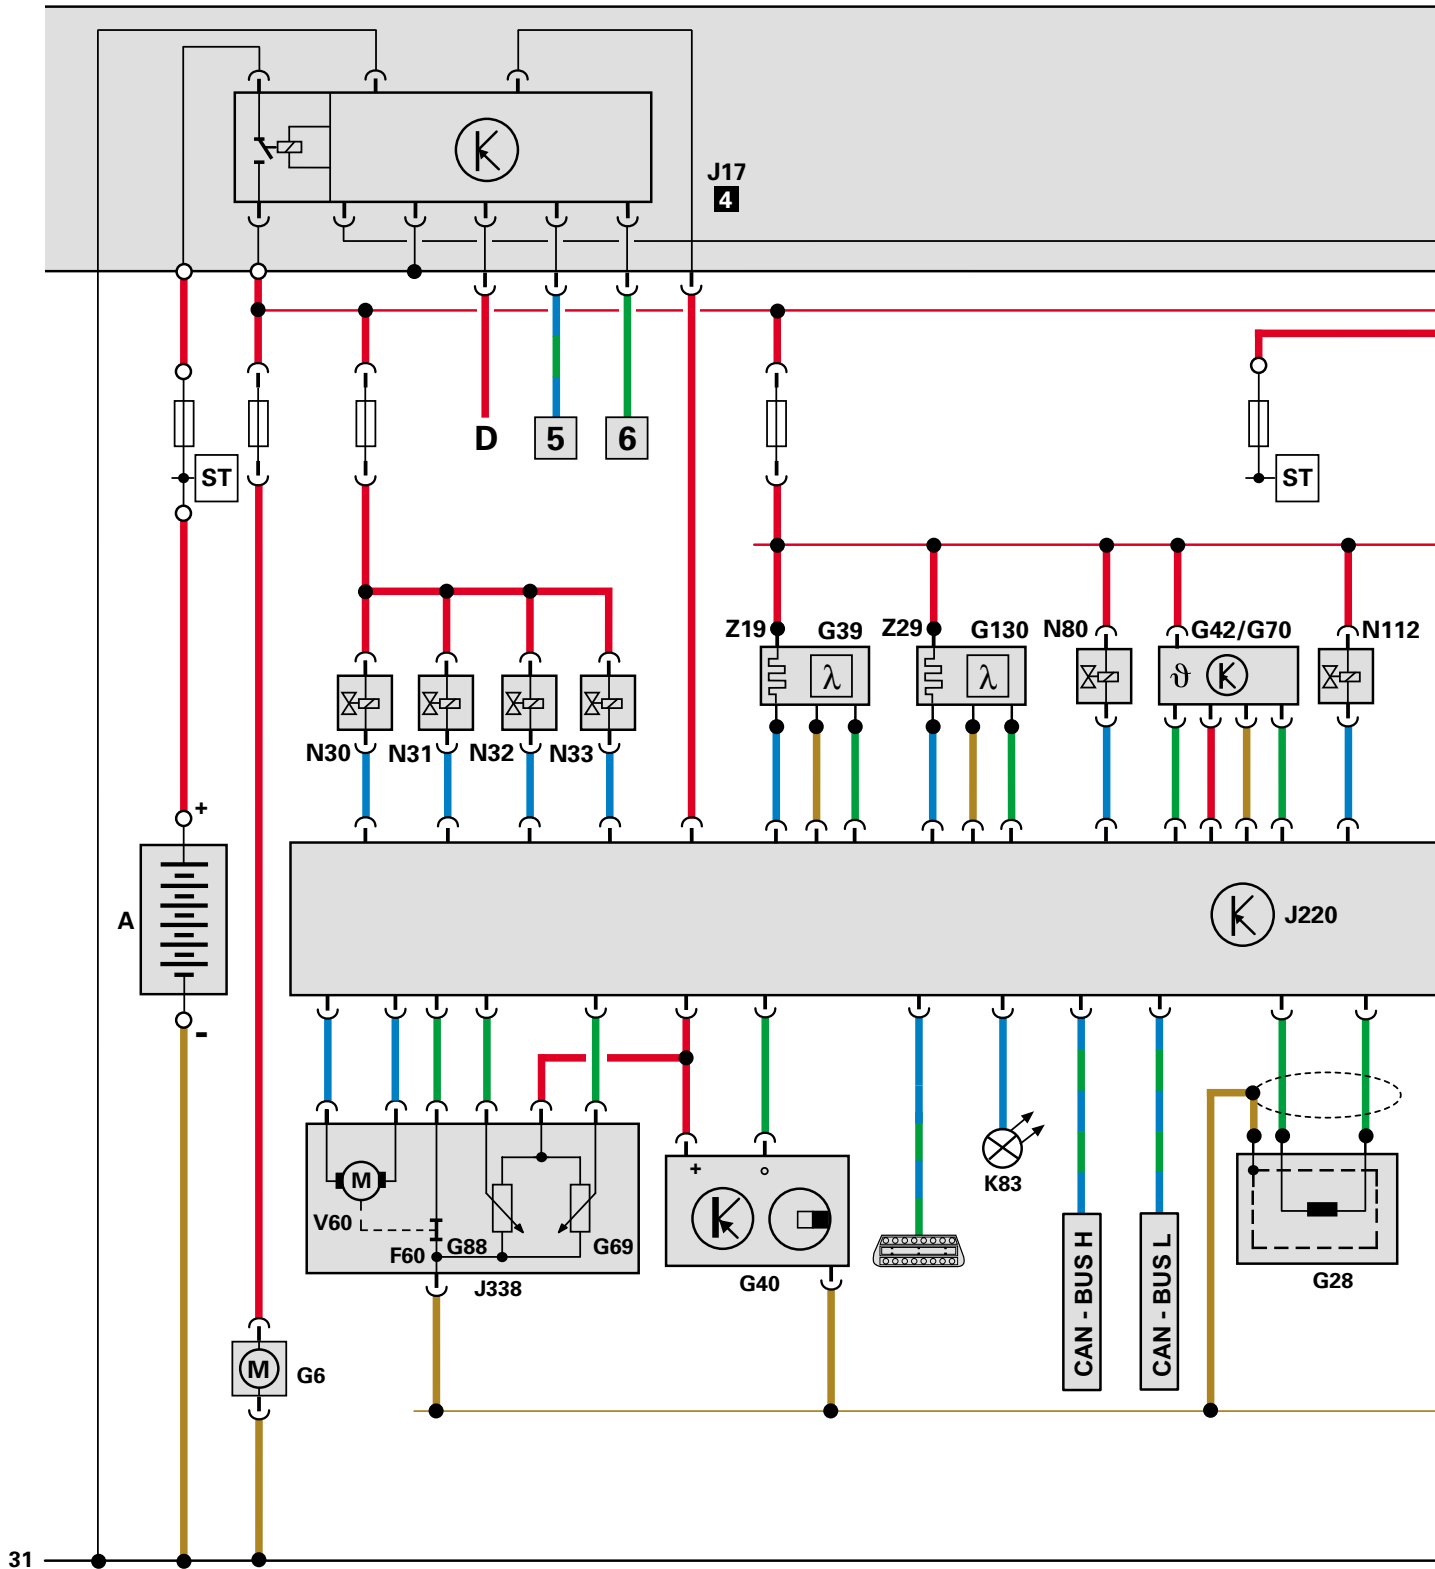 J17
4
D
5
6
ST
ST
Z19
G39
Z29
G130
N80
G42/G70
N112
λ
λ
ϑ
N30
N31
N32
N33
+
A
J220
-
M
V60
F60
G88
G69
J338
+
G40
K83
CAN - BUS H
CAN - BUS L
G28
M
G6
31